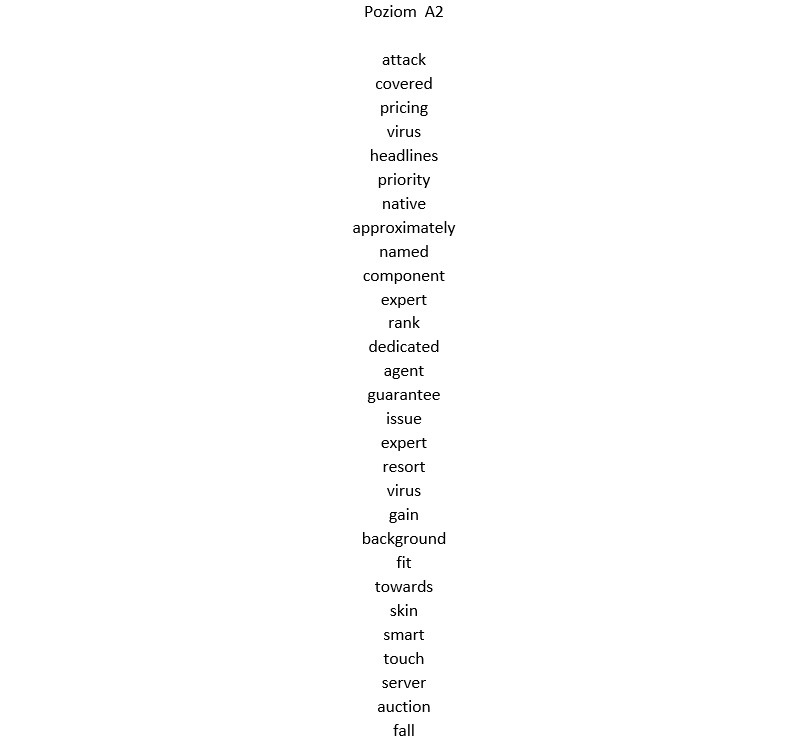 Poziom  A2
attack
covered
pricing
virus
headlines
priority
native
approximately
named
component
expert
rank
dedicated
agent
guarantee
issue
expert
resort
virus
gain
background
fit
towards
skin
smart
touch
server
auction
fall